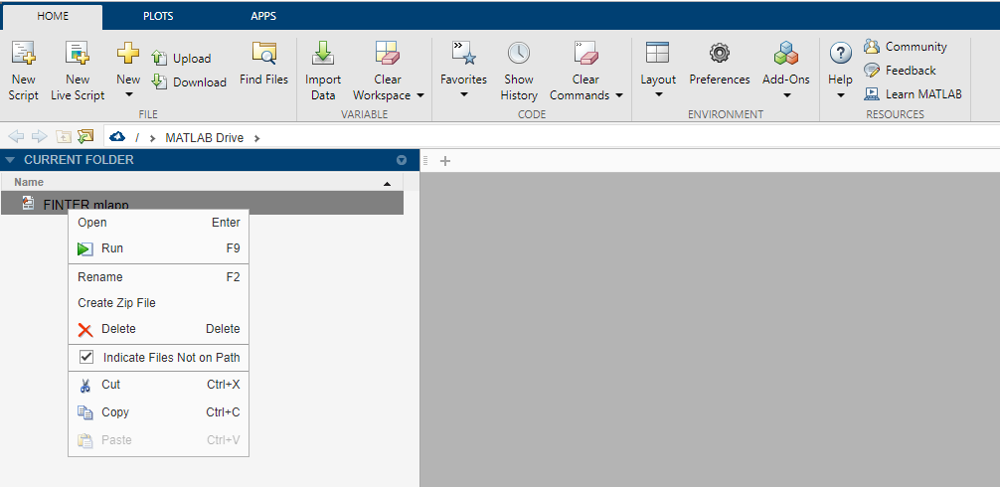 HOME PLOTS APPS
New Script
New Live Script
New
Upload
Download
Find Files
FILE
Import Data
Clear Workspace
VARIABLE
Favorites
Show History
Clear Commands
CODE
Layout
Preferences
Add-Ons
ENVIRONMENT
Help
Community
Feedback
Learn MATLAB
RESOURCES
/ MATLAB Drive
CURRENT FOLDER
Name
FINTER.mlapp
Open Enter
Run F9
Rename F2
Create Zip File
Delete Delete
Indicate Files Not on Path
Cut Ctrl+X
Copy Ctrl+C
Paste Ctrl+V